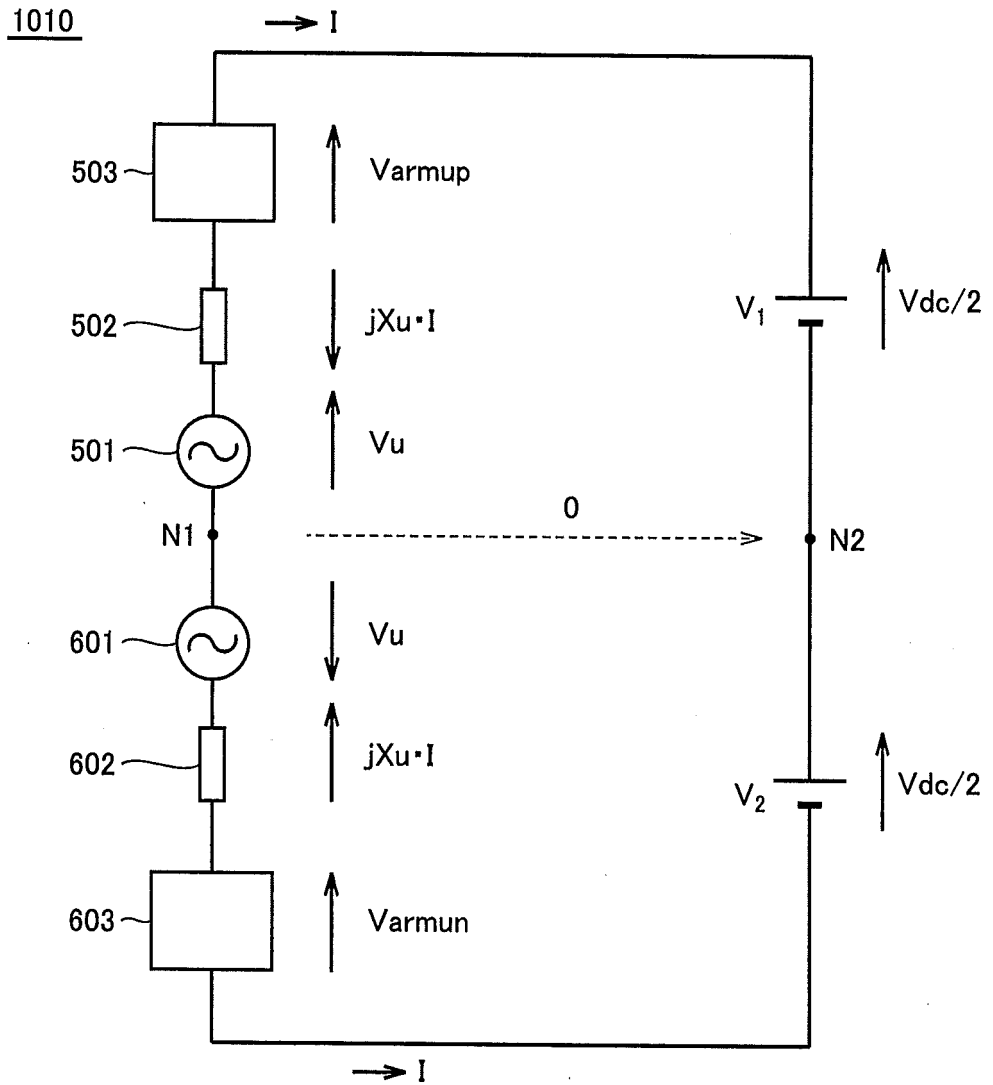 1010
I
503
Varmup
502
jXu・I
V₁
Vdc/2
501
Vu
0
N1
N2
601
Vu
602
jXu・I
V₂
Vdc/2
603
Varmun
I